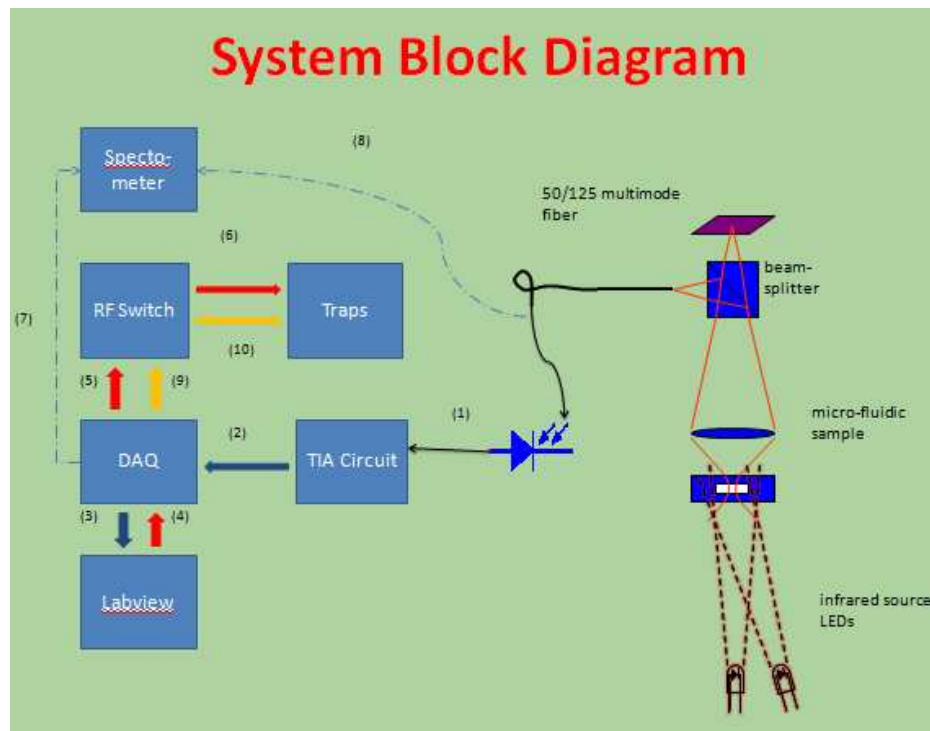 System Block Diagram
(8)
Specto-
meter
50/125 multimode
fiber
(6)
beam-
splitter
RF Switch
Traps
(7)
(10)
(5)
(9)
(1)
micro-fluidic
sample
(2)
DAQ
TIA Circuit
(3)
(4)
Labview
infrared source
LEDs